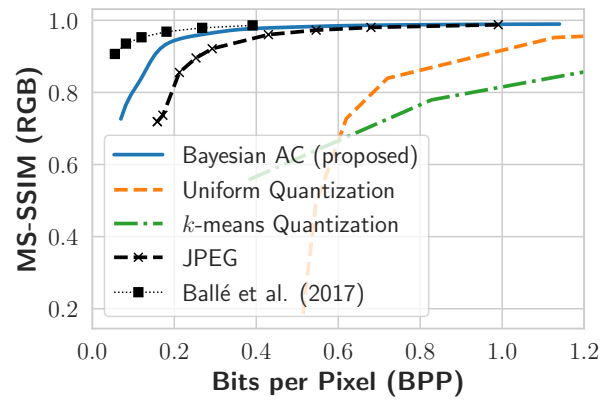 MS-SSIM (RGB)
1.0
0.8
0.6
0.4
0.2
Bayesian AC (proposed)
Uniform Quantization
k-means Quantization
JPEG
Ballé et al. (2017)
0.0 0.2 0.4 0.6 0.8 1.0 1.2
Bits per Pixel (BPP)